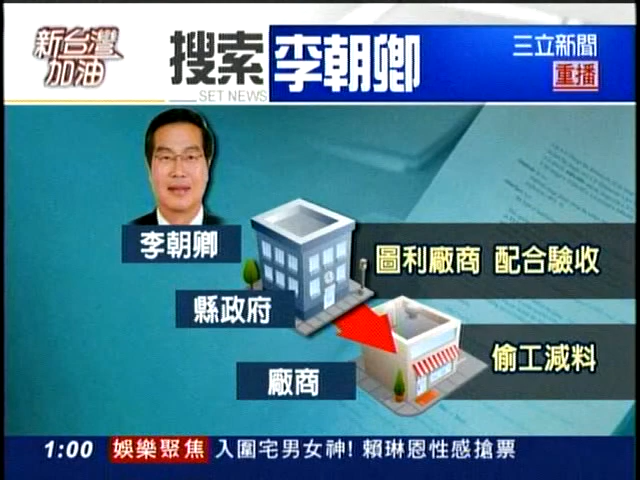 新台灣
加油
搜索 李朝卿
SET NEWS
三立新聞
重播
李朝卿
縣政府
圖利廠商 配合驗收
廠商
偷工減料
1:00 娛樂聚焦 入圍宅男女神! 賴琳恩性感搶票